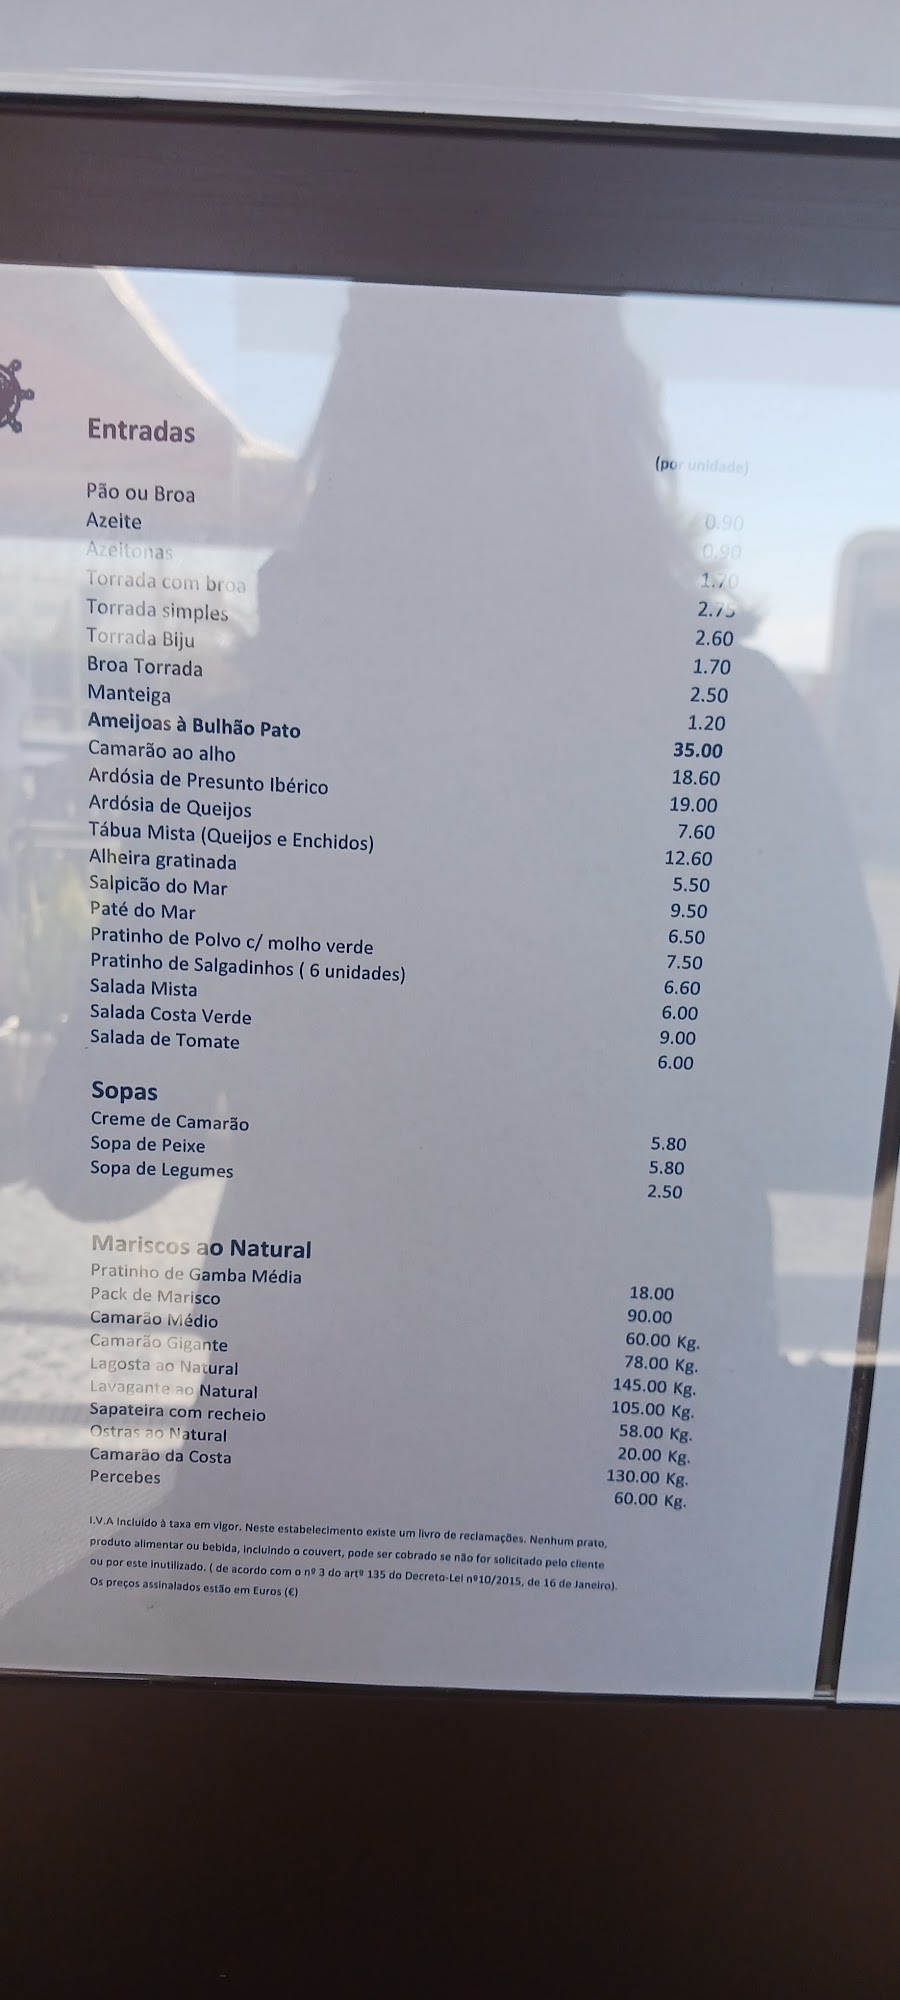 Entradas
(por unidade)
Pão ou Broa 0.90
Azeite 0.90
Azeitonas 1.70
Torrada com broa 2.75
Torrada simples 2.60
Torrada Biju 1.70
Broa Torrada 2.50
Manteiga 1.20
Ameijoas à Bulhão Pato 35.00
Camarão ao alho 18.60
Ardósia de Presunto Ibérico 19.00
Ardósia de Queijos 7.60
Tábua Mista (Queijos e Enchidos) 12.60
Alheira gratinada 5.50
Salpicão do Mar 9.50
Paté do Mar 6.50
Pratinho de Polvo c/ molho verde 7.50
Pratinho de Salgadinhos ( 6 unidades) 6.60
Salada Mista 6.00
Salada Costa Verde 9.00
Salada de Tomate 6.00
Sopas
Creme de Camarão 5.80
Sopa de Peixe 5.80
Sopa de Legumes 2.50
Mariscos ao Natural
Pratinho de Gamba Média 18.00
Pack de Marisco 90.00
Camarão Médio 60.00 Kg.
Camarão Gigante 78.00 Kg.
Lagosta ao Natural 145.00 Kg.
Lavagante ao Natural 105.00 Kg.
Sapateira com recheio 58.00 Kg.
Ostras ao Natural 20.00 Kg.
Camarão da Costa 130.00 Kg.
Percebes 60.00 Kg.
I.V.A Incluído à taxa em vigor. Neste estabelecimento existe um livro de reclamações. Nenhum prato,
produto alimentar ou bebida, incluindo o couvert, pode ser cobrado se não for solicitado pelo cliente
ou por este inutilizado. ( de acordo com o nº 3 do artº 135 do Decreto-Lei nº10/2015, de 16 de Janeiro).
Os preços assinalados estão em Euros (€)